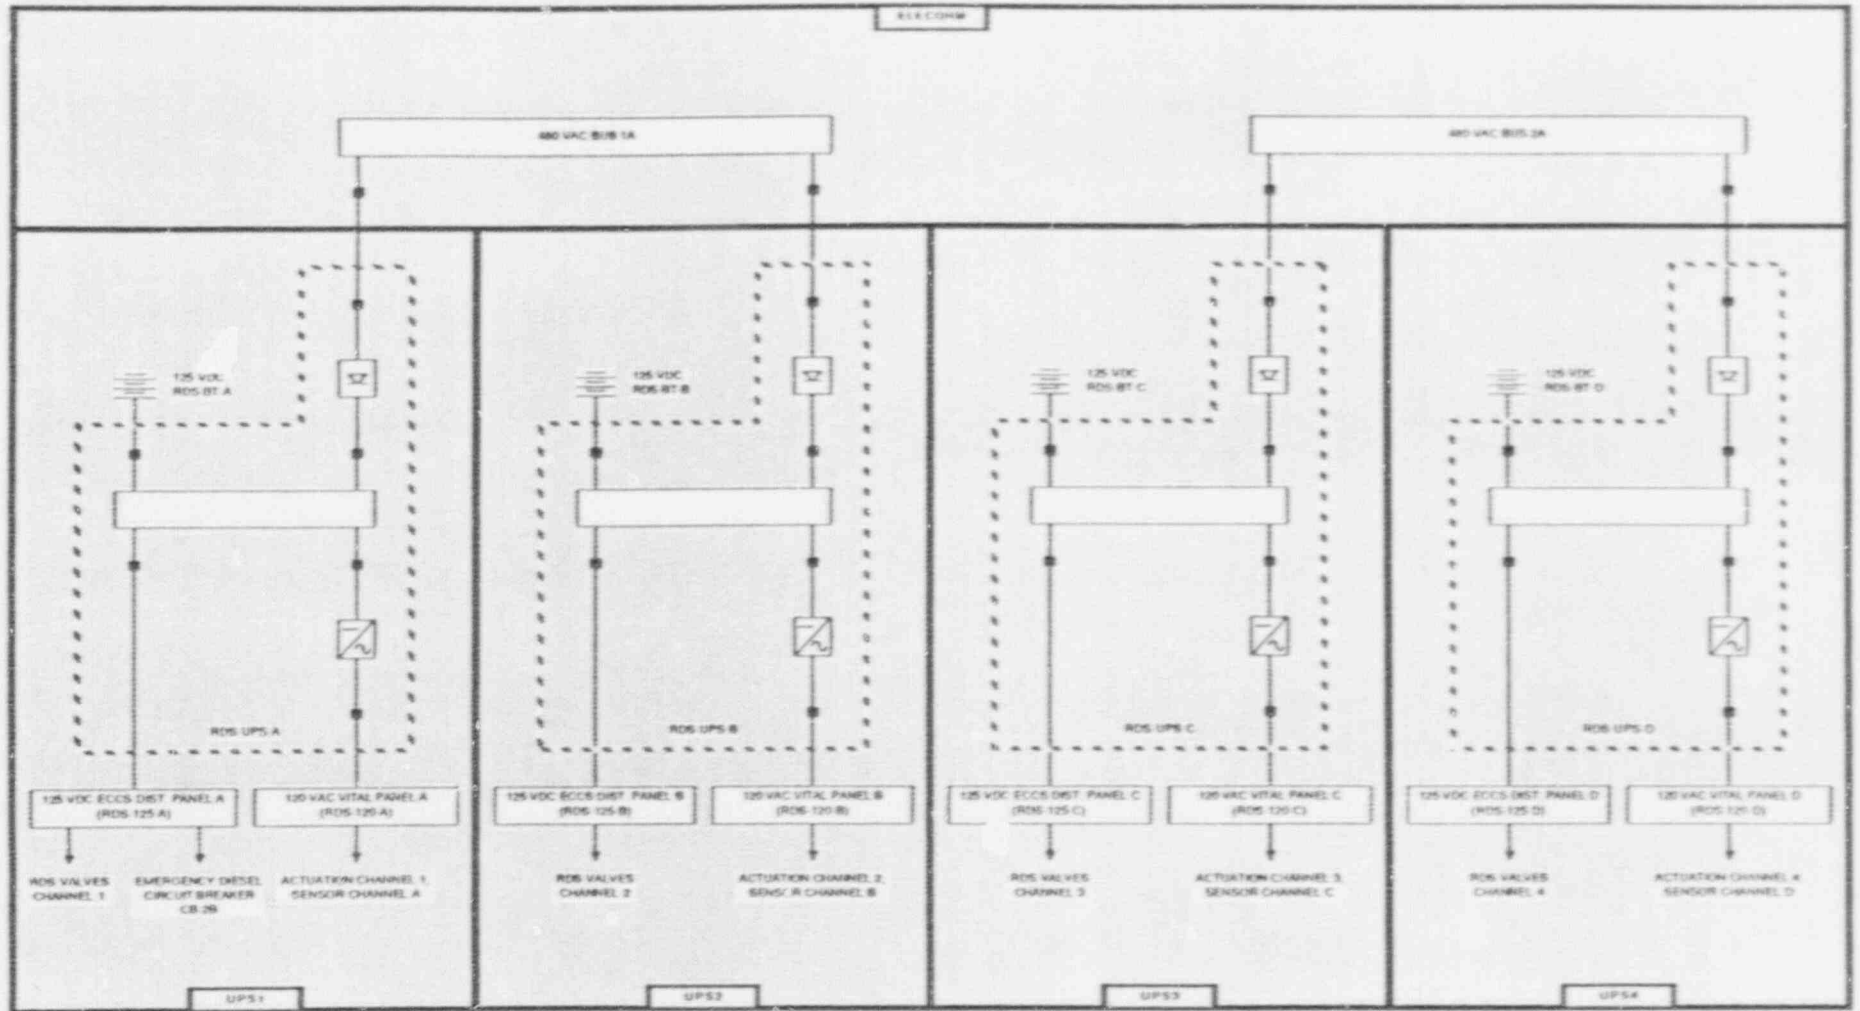 ELECOHW
480 VAC BUS 1A
480 VAC BUS 2A
125 VDC
RDS-BT-A
125 VDC
RDS-BT-B
125 VDC
RDS-BT-C
125 VDC
RDS-BT-D
RDS-UPS-A
RDS-UPS-B
RDS-UPS-C
RDS-UPS-D
125 VDC ECCS DIST. PANEL A
(RDS-125-A)
120 VAC VITAL PANEL A
(RDS-120-A)
125 VDC ECCS DIST. PANEL B
(RDS-125-B)
120 VAC VITAL PANEL B
(RDS-120-B)
125 VDC ECCS DIST. PANEL C
(RDS-125-C)
120 VAC VITAL PANEL C
(RDS-120-C)
125 VDC ECCS DIST. PANEL D
(RDS-125-D)
120 VAC VITAL PANEL D
(RDS-120-D)
RDS VALVES
CHANNEL 1
EMERGENCY DIESEL
CIRCUIT BREAKER
CB-2B
ACTUATION CHANNEL 1,
SENSOR CHANNEL A
RDS VALVES
CHANNEL 2
ACTUATION CHANNEL 2,
SENSOR CHANNEL B
RDS VALVES
CHANNEL 3
ACTUATION CHANNEL 3,
SENSOR CHANNEL C
RDS VALVES
CHANNEL 4
ACTUATION CHANNEL 4,
SENSOR CHANNEL D
UPS1
UPS2
UPS3
UPS4